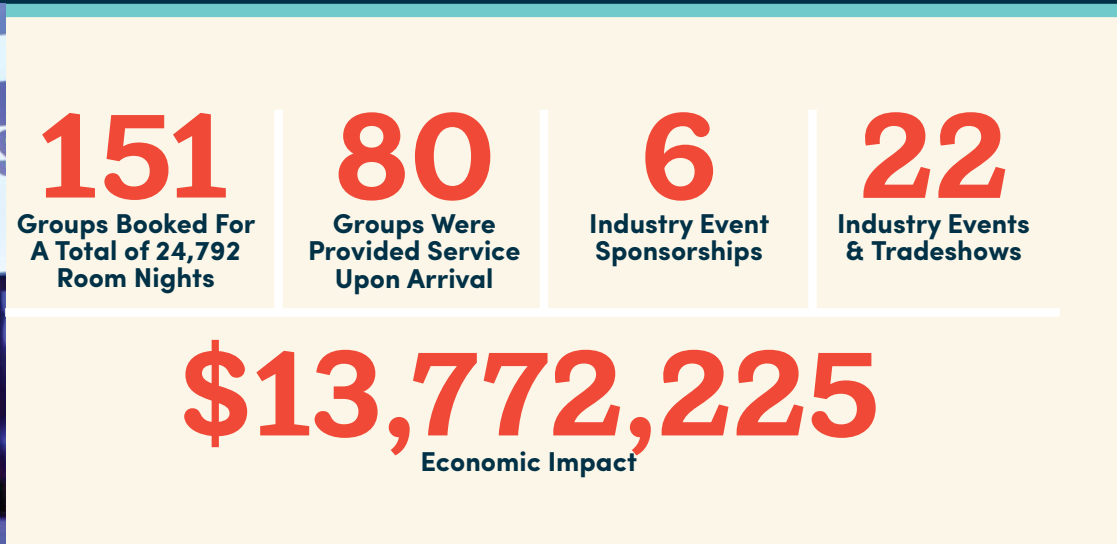 151
Groups Booked For
A Total of 24,792
Room Nights
80
Groups Were
Provided Service
Upon Arrival
6
Industry Event
Sponsorships
22
Industry Events
& Tradeshows
$13,772,225
Economic Impact